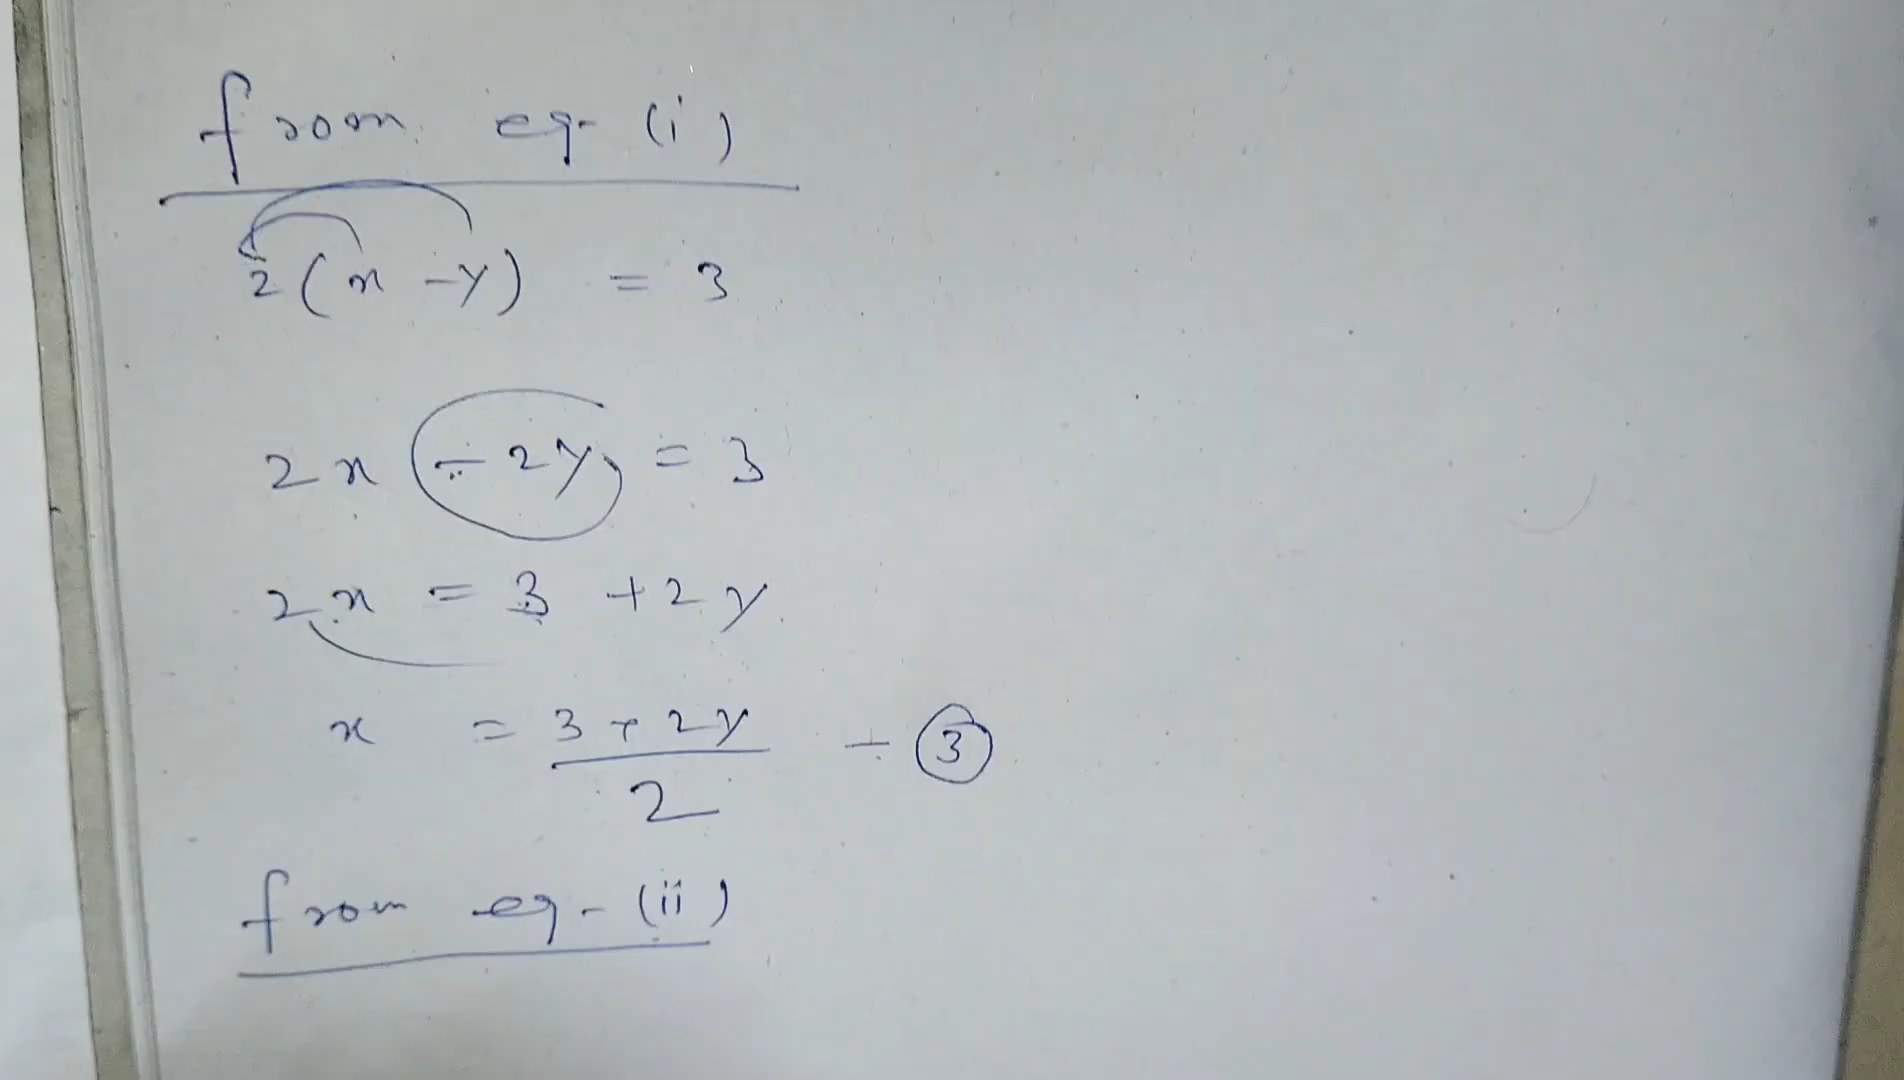 from eq- (i)
2(x - y) = 3
2x - 2y = 3
2x = 3 + 2y
x = 3 + 2y / 2 - 3
from eq- (ii)